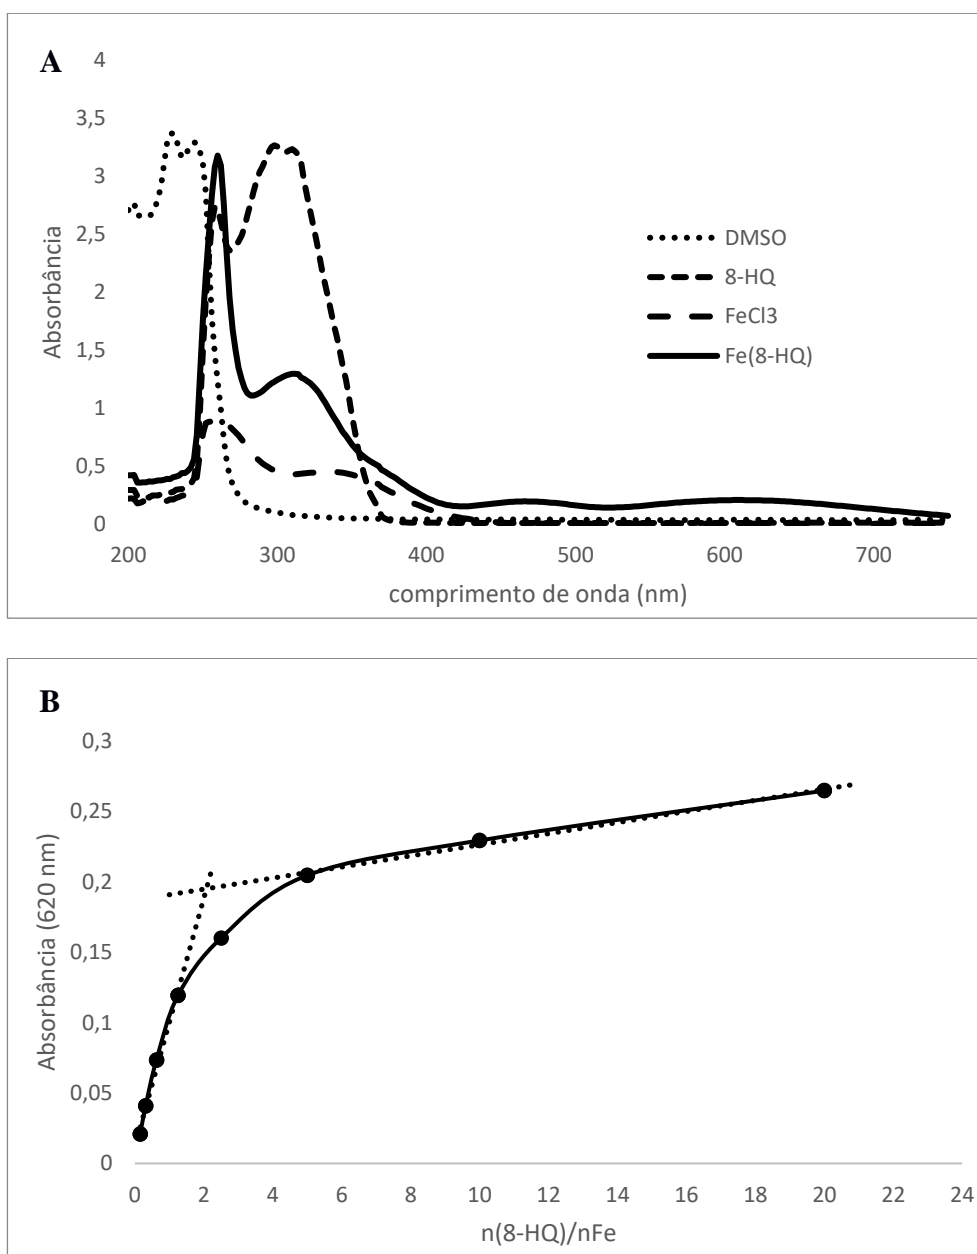 A
4
3,5
3
2,5
2
1,5
1
0,5
0
Absorbância
DMSO
8-HQ
FeCl3
Fe(8-HQ)
200 300 400 500 600 700
comprimento de onda (nm)
B
0,3
0,25
0,2
0,15
0,1
0,05
0
Absorbância (620 nm)
0 2 4 6 8 10 12 14 16 18 20 22 24
n(8-HQ)/nFe